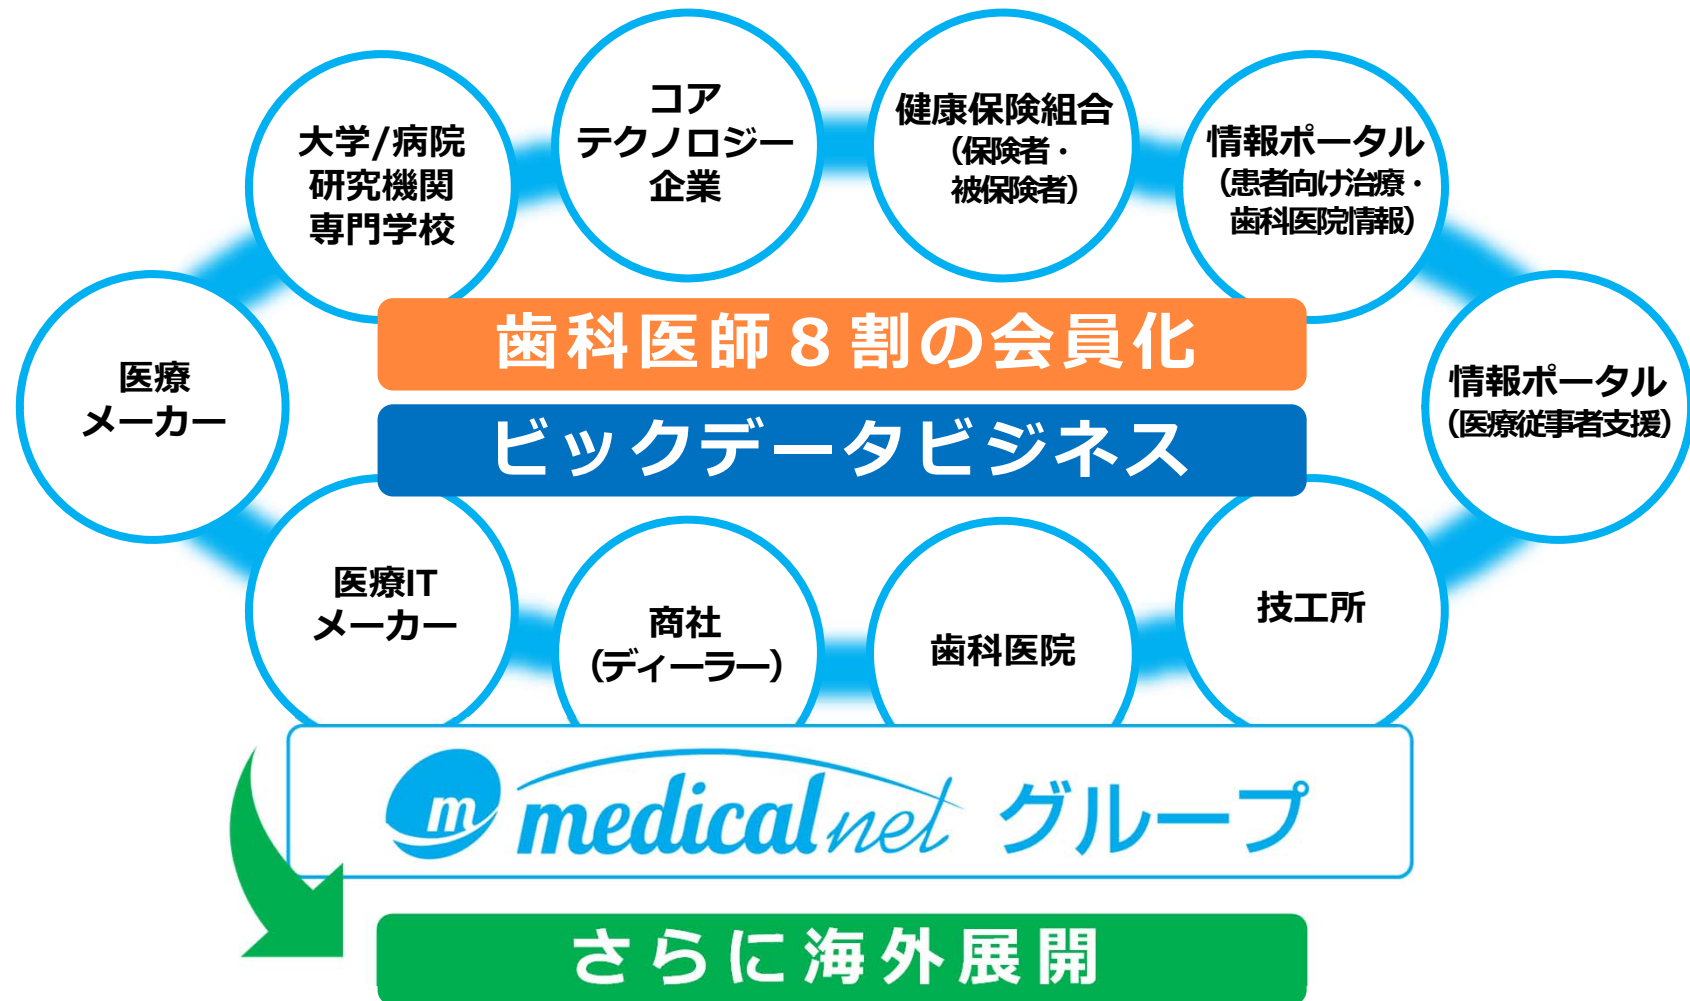 コア
テクノロジー
企業
健康保険組合
（保険者・
被保険者）
大学/病院
研究機関
専門学校
情報ポータル
（患者向け治療・
歯科医院情報）
歯科医師８割の会員化
医療
メーカー
情報ポータル
（医療従事者支援）
ビックデータビジネス
医療IT
メーカー
商社
（ディーラー）
歯科医院
技工所
m medicalnet グループ
さらに海外展開